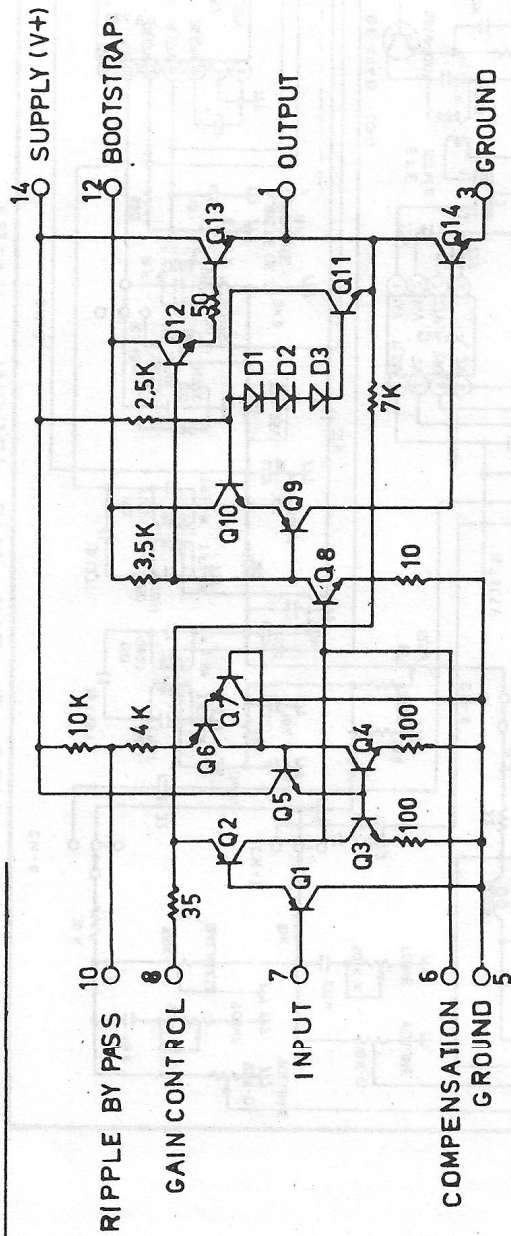 14 SUPPLY (V+)
12 BOOTSTRAP
1 OUTPUT
3 GROUND
RIPPLE BY PASS 10
GAIN CONTROL 8
INPUT 7
COMPENSATION 6
GROUND 5
10K
4K
35
Q1
Q2
Q3
Q4
Q5
Q6
Q7
100
100
3,5K
2,5K
Q8
10
Q9
Q10
D1
D2
D3
Q11
7K
Q12
50
Q13
Q14